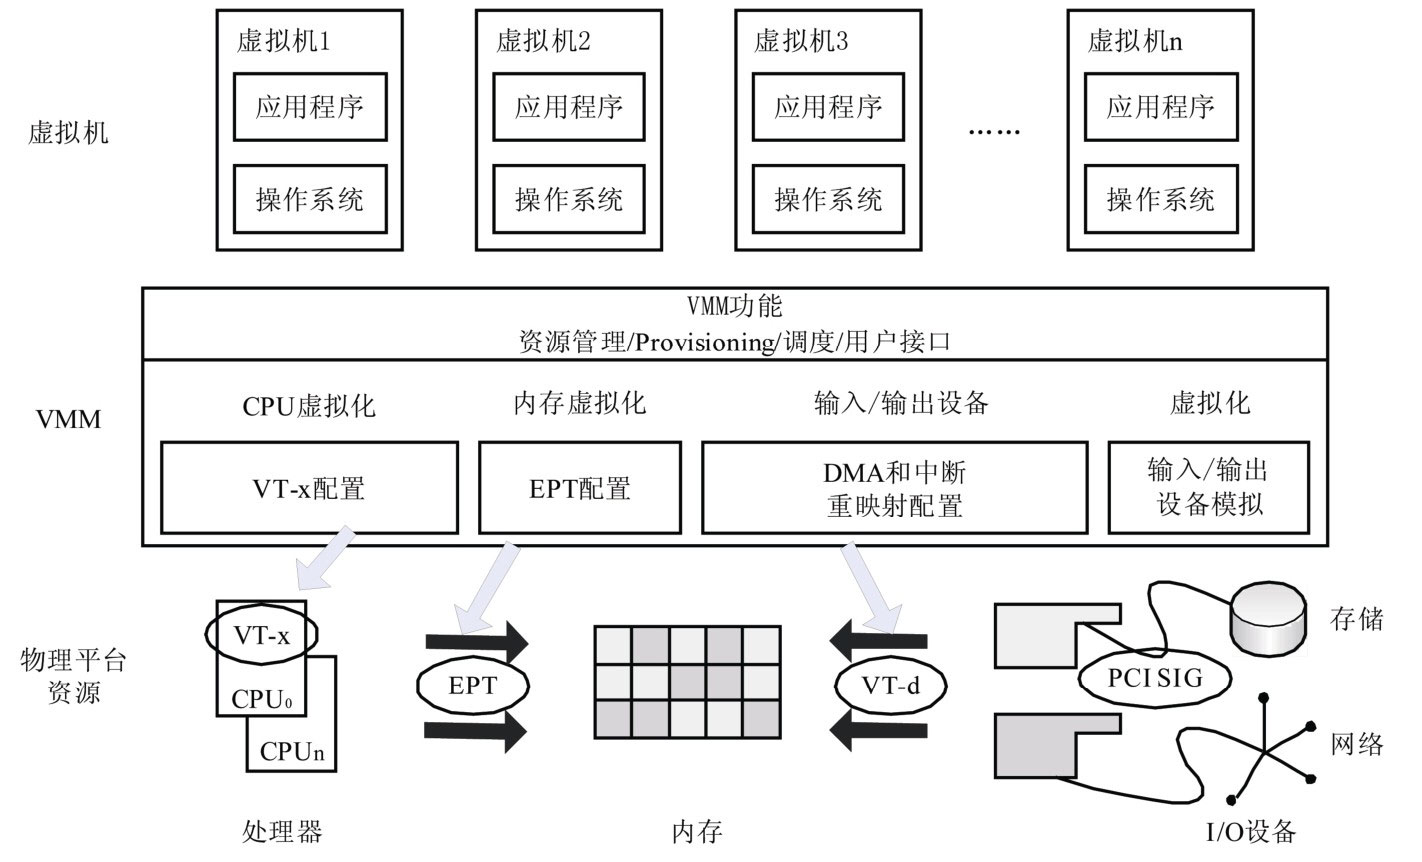 虚拟机1
虚拟机2
虚拟机3
虚拟机n
应用程序
应用程序
应用程序
应用程序
虚拟机
……
操作系统
操作系统
操作系统
操作系统
VMM功能
资源管理/Provisioning/调度/用户接口
VMM
CPU虚拟化
内存虚拟化
输入/输出设备
虚拟化
VT-x配置
EPT配置
DMA和中断
重映射配置
输入/输出
设备模拟
物理平台
资源
VT-x
CPU0
CPUn
EPT
VT-d
PCI SIG
存储
网络
处理器
内存
I/O设备